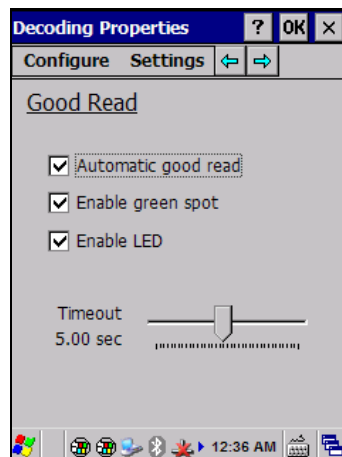 Decoding Properties ? OK ×
Configure Settings
Good Read
Automatic good read
Enable green spot
Enable LED
Timeout
5.00 sec
12:36 AM